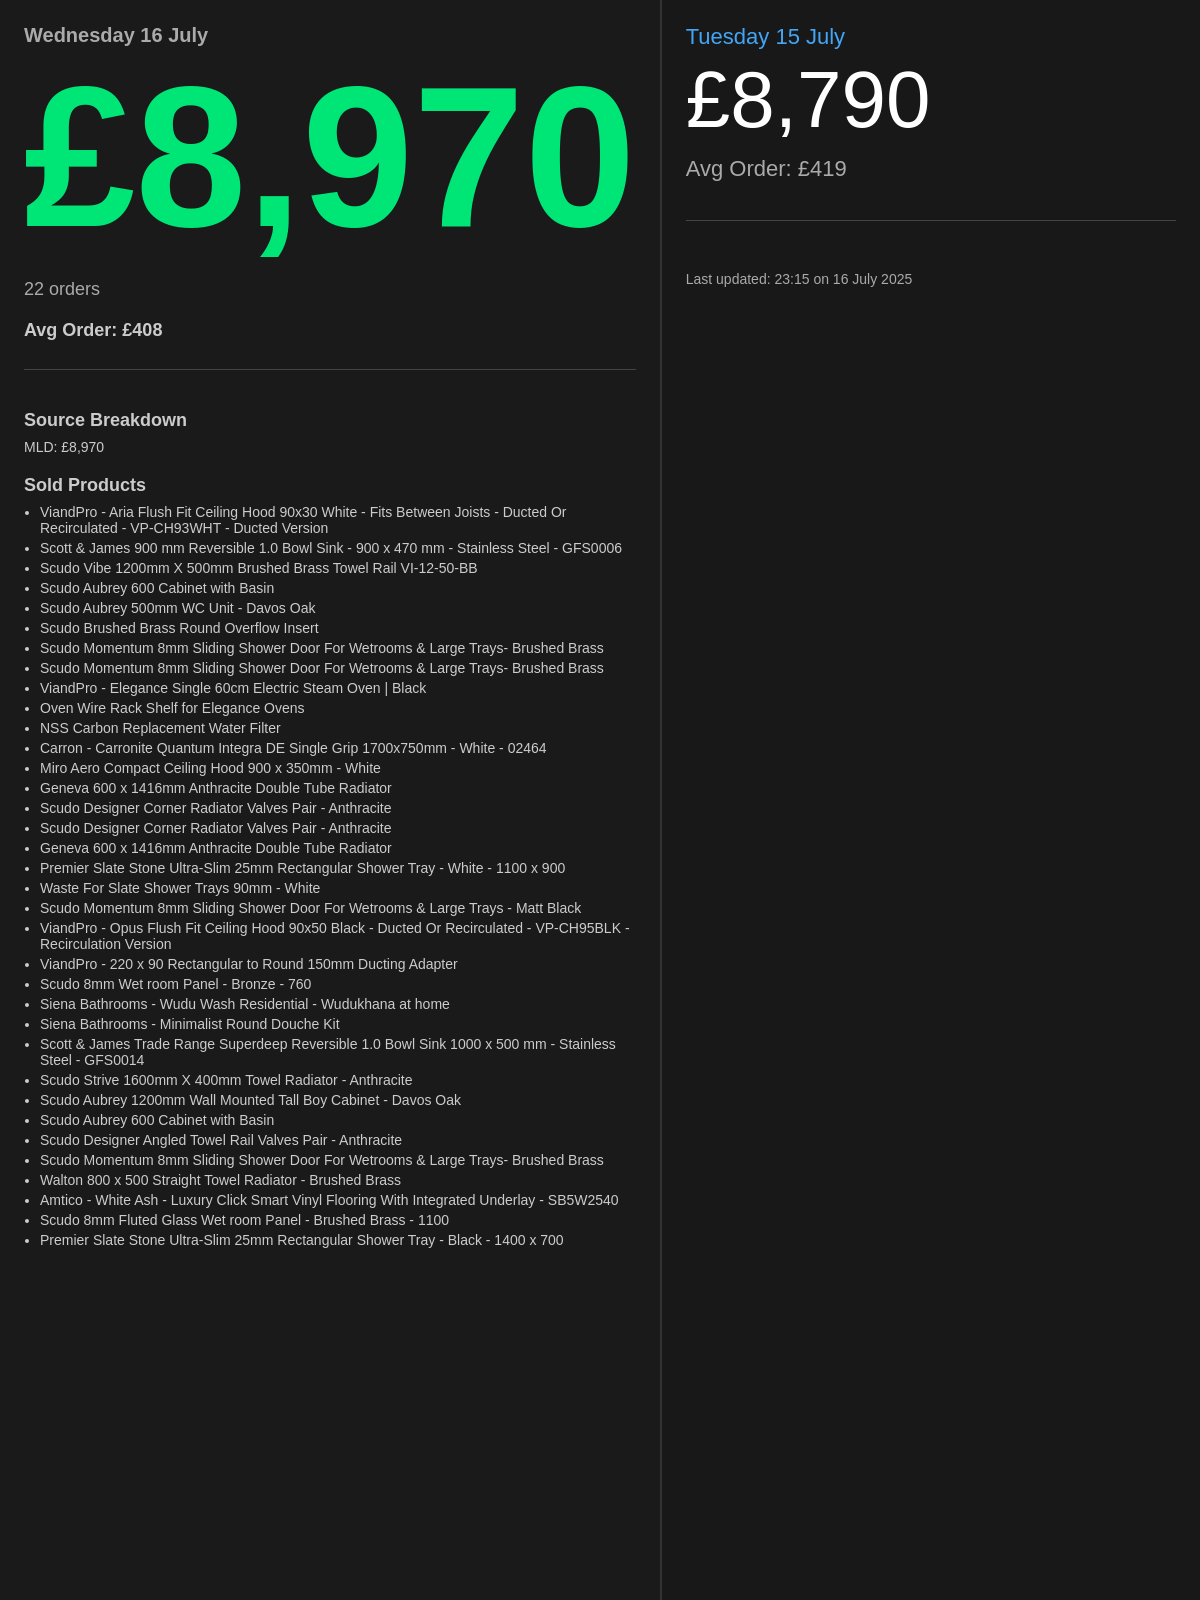 Wednesday 16 July
£8,970
22 orders
Avg Order: £408
Source Breakdown
MLD: £8,970
Sold Products
• ViandPro - Aria Flush Fit Ceiling Hood 90x30 White - Fits Between Joists - Ducted Or
Recirculated - VP-CH93WHT - Ducted Version
• Scott & James 900 mm Reversible 1.0 Bowl Sink - 900 x 470 mm - Stainless Steel - GFS0006
• Scudo Vibe 1200mm X 500mm Brushed Brass Towel Rail VI-12-50-BB
• Scudo Aubrey 600 Cabinet with Basin
• Scudo Aubrey 500mm WC Unit - Davos Oak
• Scudo Brushed Brass Round Overflow Insert
• Scudo Momentum 8mm Sliding Shower Door For Wetrooms & Large Trays- Brushed Brass
• Scudo Momentum 8mm Sliding Shower Door For Wetrooms & Large Trays- Brushed Brass
• ViandPro - Elegance Single 60cm Electric Steam Oven | Black
• Oven Wire Rack Shelf for Elegance Ovens
• NSS Carbon Replacement Water Filter
• Carron - Carronite Quantum Integra DE Single Grip 1700x750mm - White - 02464
• Miro Aero Compact Ceiling Hood 900 x 350mm - White
• Geneva 600 x 1416mm Anthracite Double Tube Radiator
• Scudo Designer Corner Radiator Valves Pair - Anthracite
• Scudo Designer Corner Radiator Valves Pair - Anthracite
• Geneva 600 x 1416mm Anthracite Double Tube Radiator
• Premier Slate Stone Ultra-Slim 25mm Rectangular Shower Tray - White - 1100 x 900
• Waste For Slate Shower Trays 90mm - White
• Scudo Momentum 8mm Sliding Shower Door For Wetrooms & Large Trays - Matt Black
• ViandPro - Opus Flush Fit Ceiling Hood 90x50 Black - Ducted Or Recirculated - VP-CH95BLK -
Recirculation Version
• ViandPro - 220 x 90 Rectangular to Round 150mm Ducting Adapter
• Scudo 8mm Wet room Panel - Bronze - 760
• Siena Bathrooms - Wudu Wash Residential - Wudukhana at home
• Siena Bathrooms - Minimalist Round Douche Kit
• Scott & James Trade Range Superdeep Reversible 1.0 Bowl Sink 1000 x 500 mm - Stainless
Steel - GFS0014
• Scudo Strive 1600mm X 400mm Towel Radiator - Anthracite
• Scudo Aubrey 1200mm Wall Mounted Tall Boy Cabinet - Davos Oak
• Scudo Aubrey 600 Cabinet with Basin
• Scudo Designer Angled Towel Rail Valves Pair - Anthracite
• Scudo Momentum 8mm Sliding Shower Door For Wetrooms & Large Trays- Brushed Brass
• Walton 800 x 500 Straight Towel Radiator - Brushed Brass
• Amtico - White Ash - Luxury Click Smart Vinyl Flooring With Integrated Underlay - SB5W2540
• Scudo 8mm Fluted Glass Wet room Panel - Brushed Brass - 1100
• Premier Slate Stone Ultra-Slim 25mm Rectangular Shower Tray - Black - 1400 x 700
Tuesday 15 July
£8,790
Avg Order: £419
Last updated: 23:15 on 16 July 2025